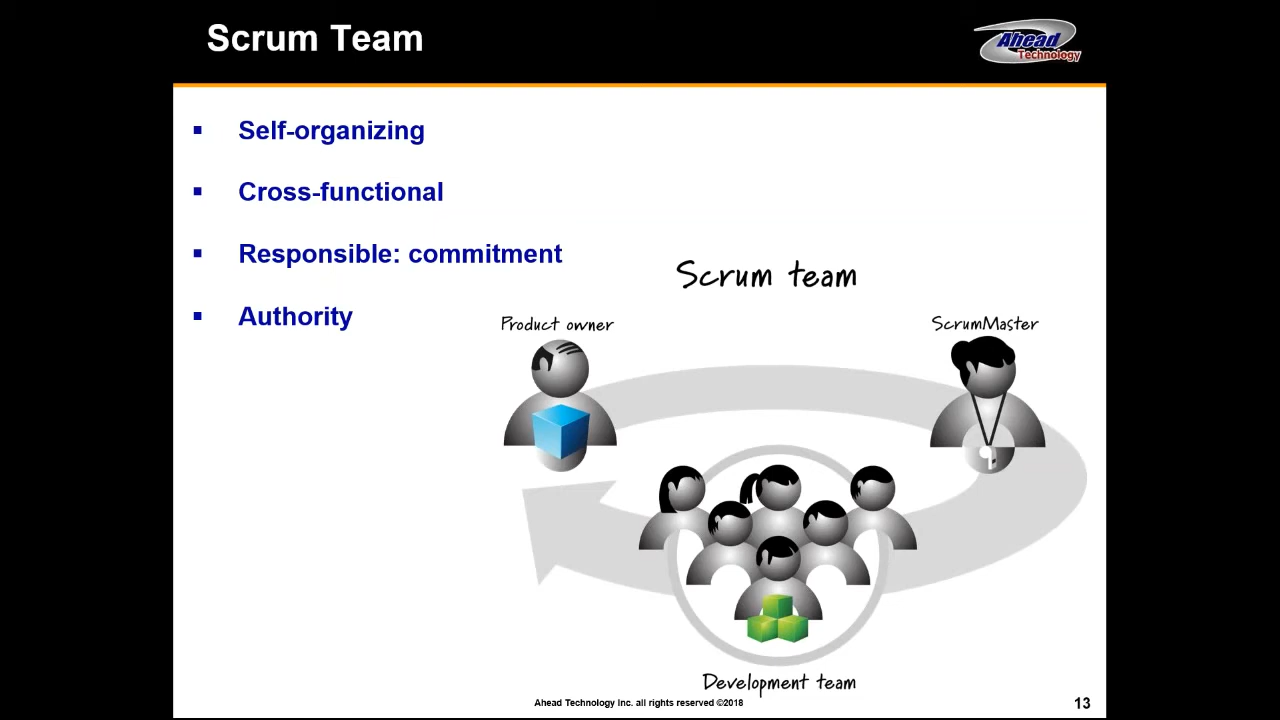 Scrum Team
Ahead
Technology
▪ Self-organizing
▪ Cross-functional
▪ Responsible: commitment
▪ Authority
Scrum team
Product owner
ScrumMaster
Development team
Ahead Technology Inc. all rights reserved ©2018
13